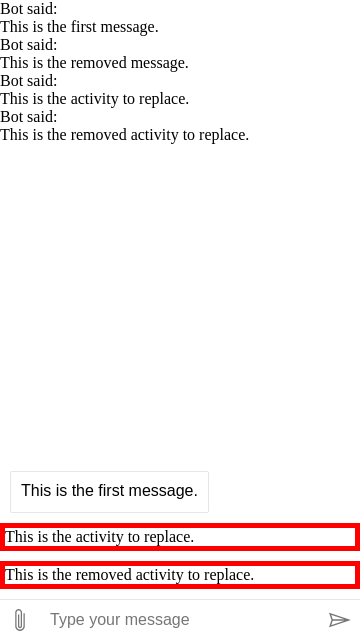 Bot said:
This is the first message.
Bot said:
This is the removed message.
Bot said:
This is the activity to replace.
Bot said:
This is the removed activity to replace.
This is the first message.
This is the activity to replace.
This is the removed activity to replace.
Type your message